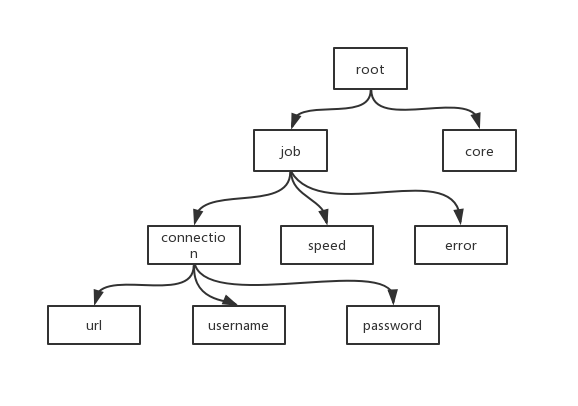 root
job
core
connectio
n
speed
error
url
username
password